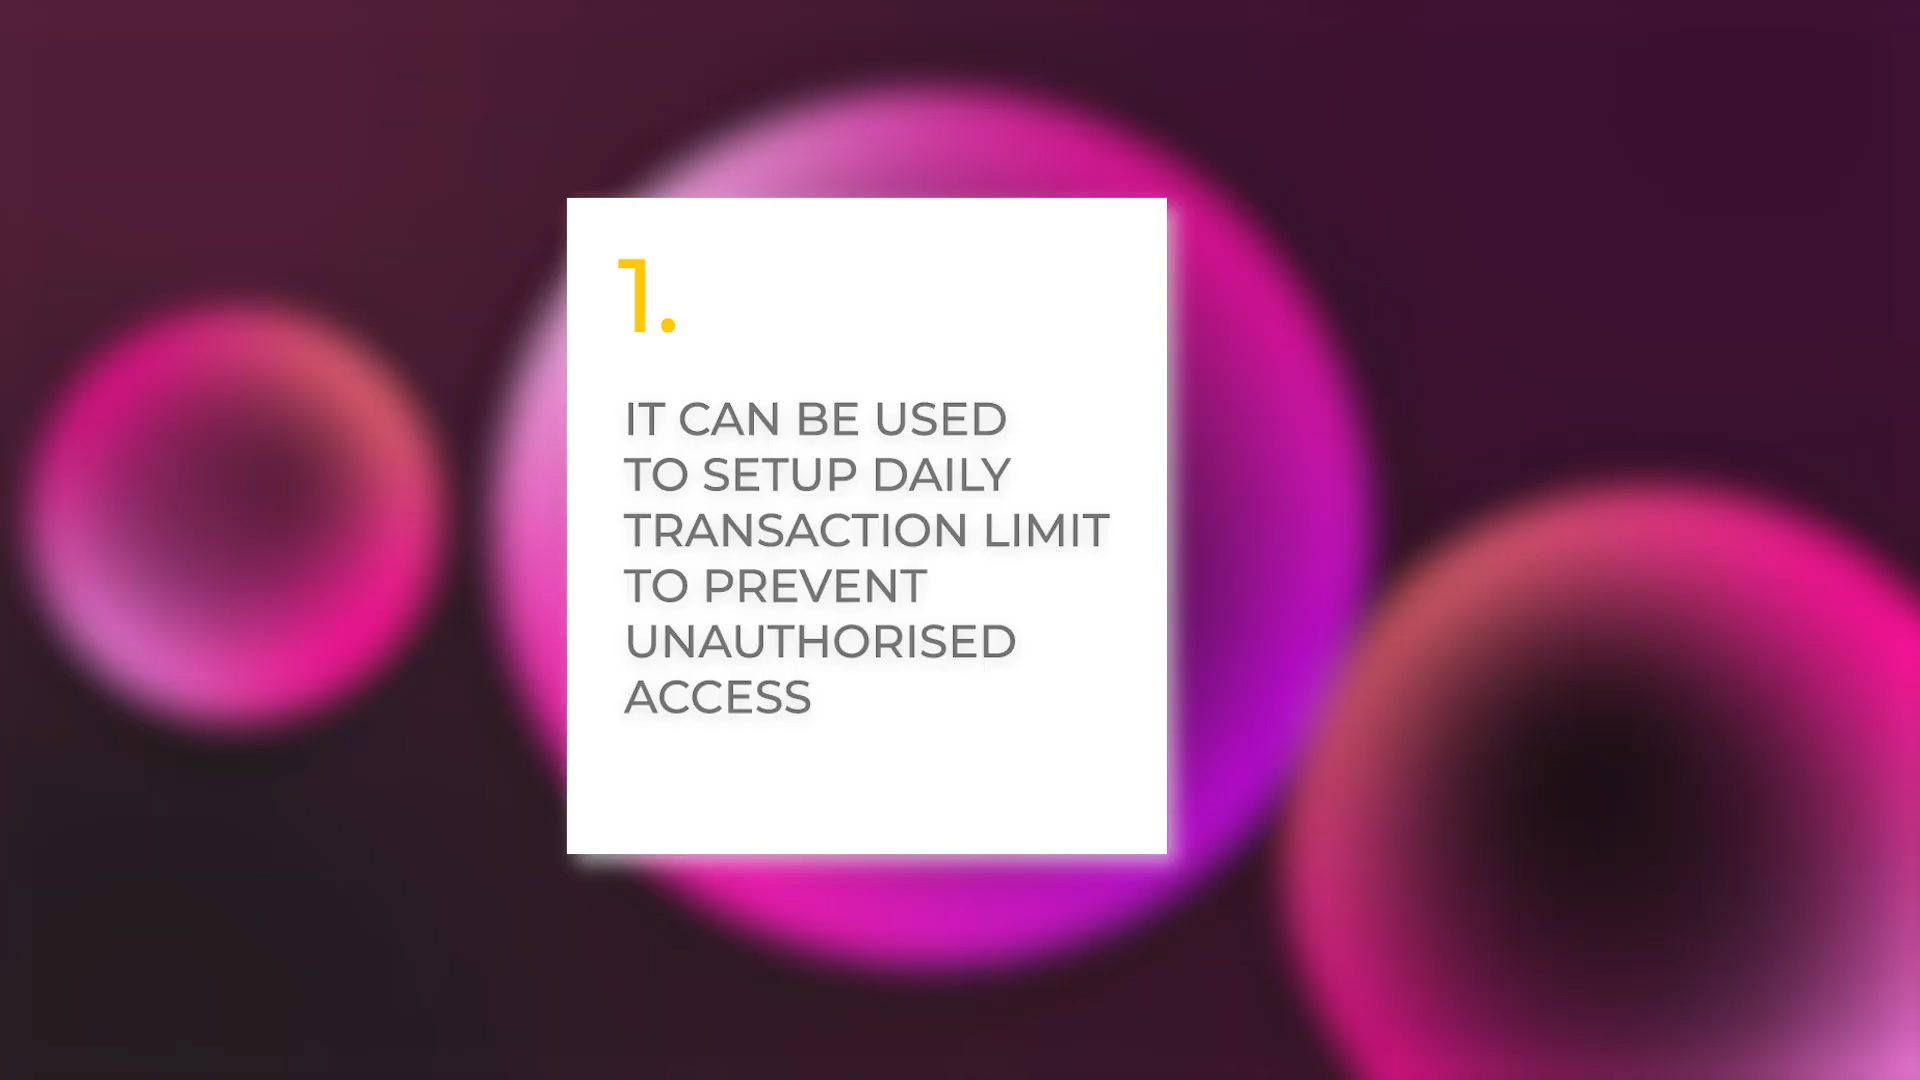 1.
IT CAN BE USED
TO SETUP DAILY
TRANSACTION LIMIT
TO PREVENT
UNAUTHORISED
ACCESS